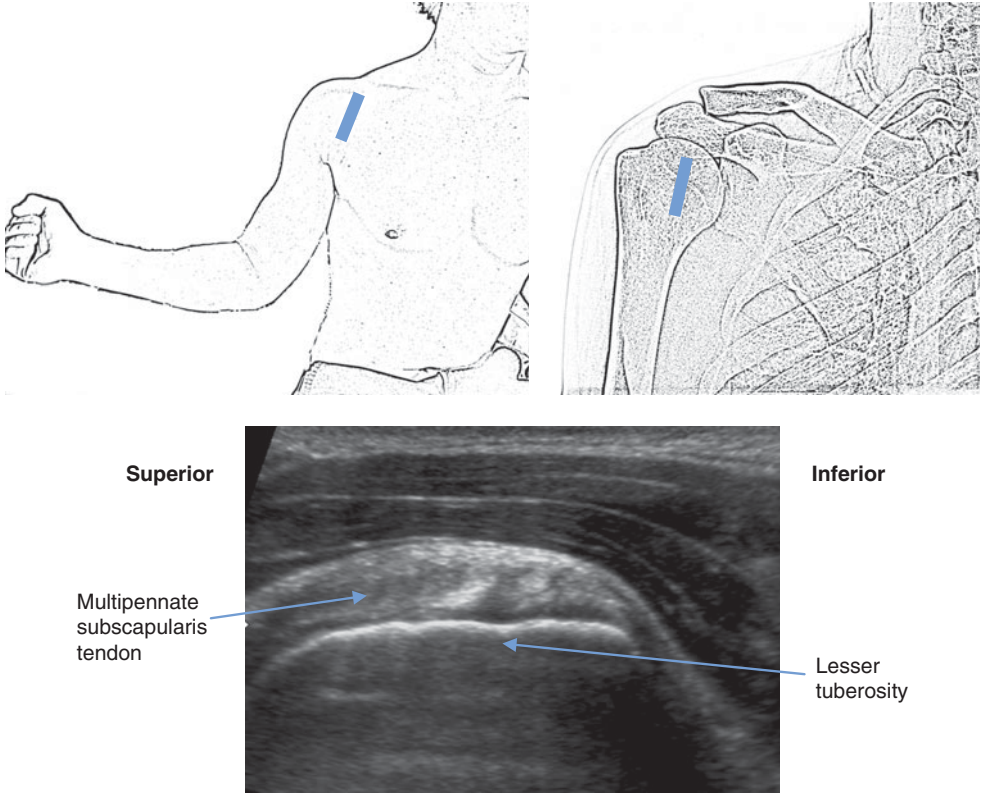 Superior
Inferior
Multipennate
subscapularis
tendon
Lesser
tuberosity